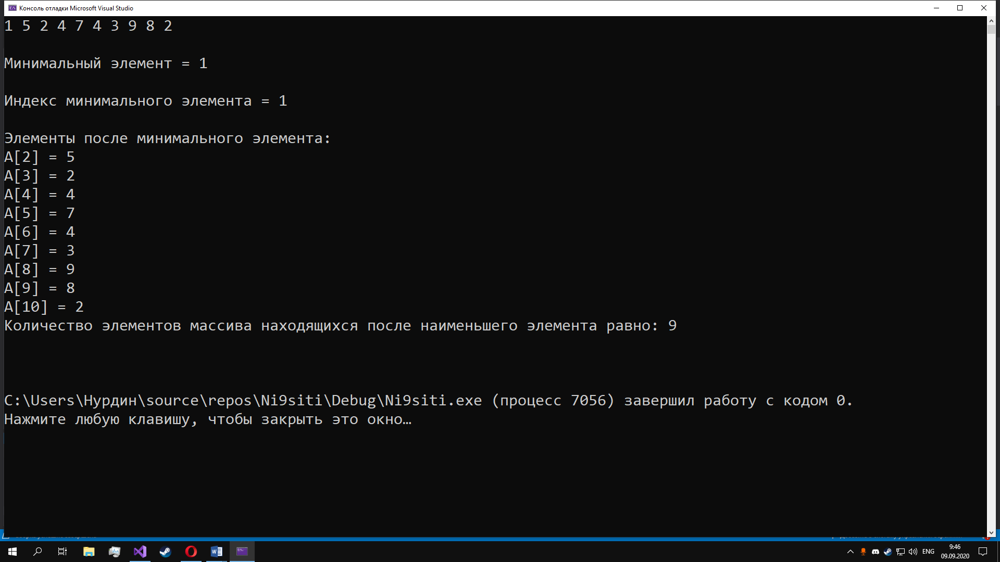 Консоль отладки Microsoft Visual Studio
1 5 2 4 7 4 3 9 8 2
Минимальный элемент = 1
Индекс минимального элемента = 1
Элементы после минимального элемента:
A[2] = 5
A[3] = 2
A[4] = 4
A[5] = 7
A[6] = 4
A[7] = 3
A[8] = 9
A[9] = 8
A[10] = 2
Количество элементов массива находящихся после наименьшего элемента равно: 9
C:\Users\Нурдин\source\repos\Ni9siti\Debug\Ni9siti.exe (процесс 7056) завершил работу с кодом 0.
Нажмите любую клавишу, чтобы закрыть это окно…
ENG
9:46
09.09.2020